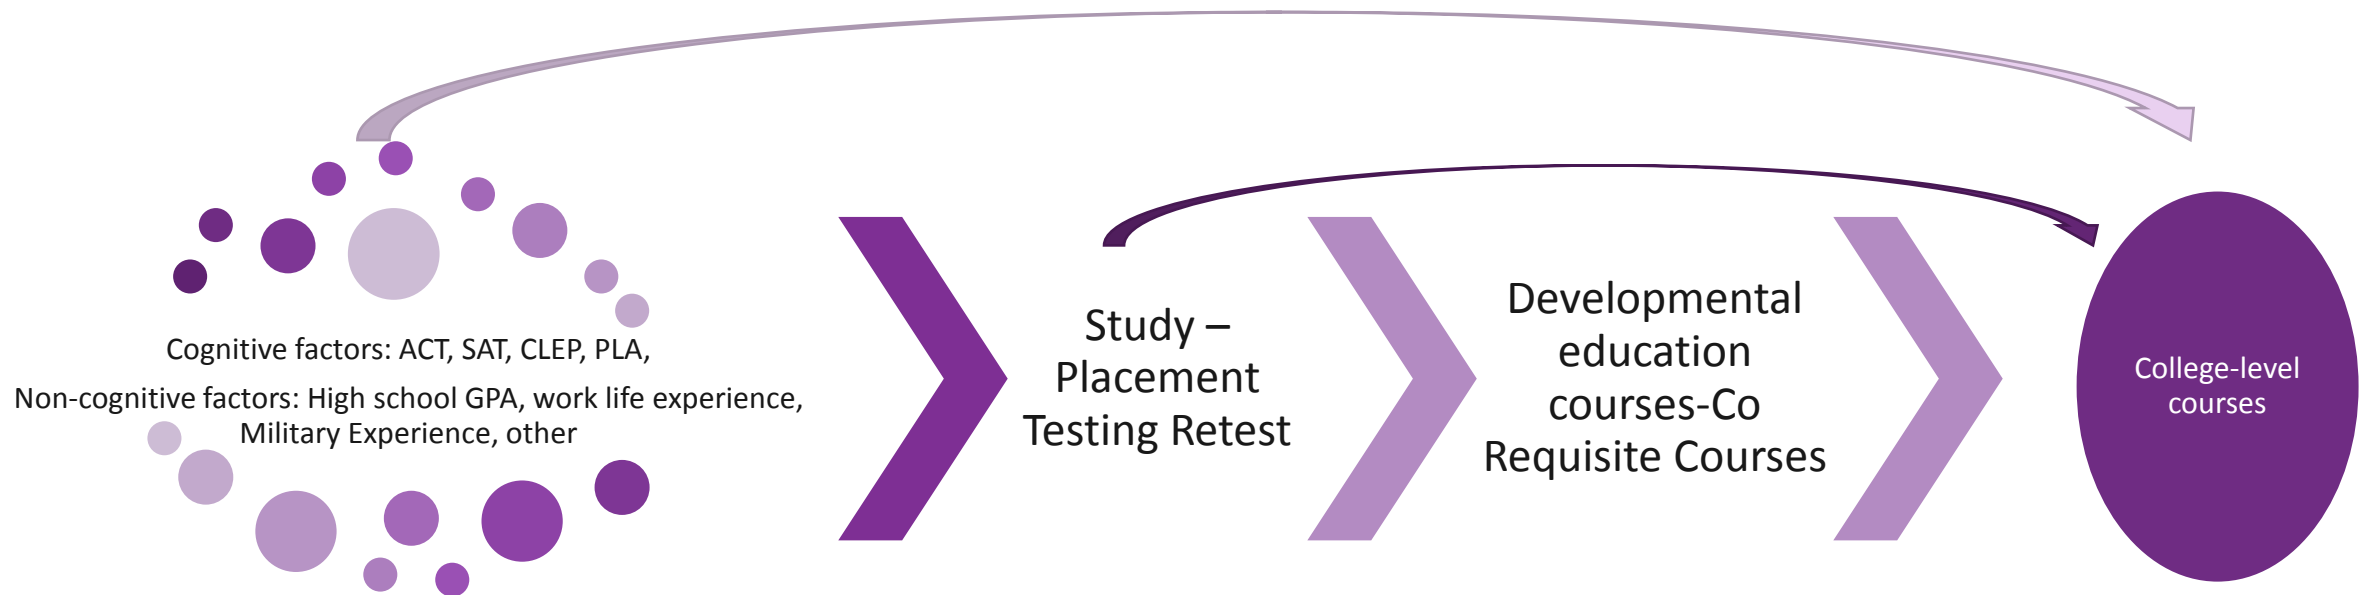 Cognitive factors: ACT, SAT, CLEP, PLA,
Non-cognitive factors: High school GPA, work life experience,
Military Experience, other
Study –
Placement
Testing Retest
Developmental
education
courses-Co
Requisite Courses
College-level
courses